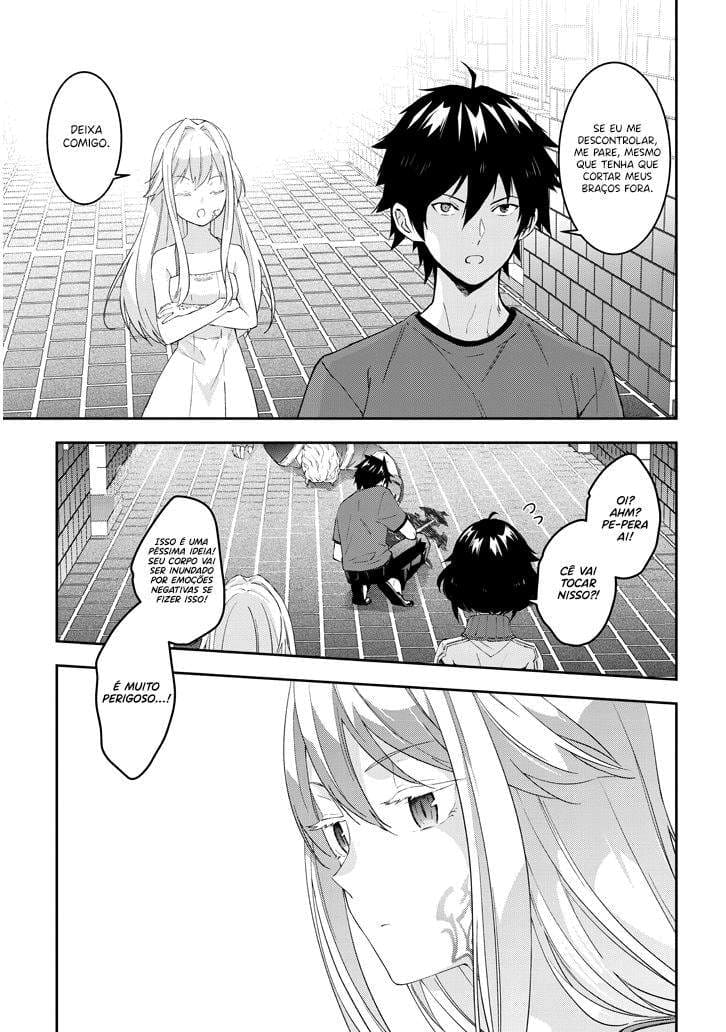 SE EU ME
DESCONTROLAR,
ME PARE, MESMO
QUE TENHA QUE
CORTAR MEUS
BRAÇOS FORA.
DEIXA
COMIGO.
OI?
AHM?
PE-PERA
AI!
CÊ VAI
TOCAR
NISSO?!
ISSO É UMA
PÉSSIMA IDEIA!
SEU CORPO VAI
SER INUNDADO
POR EMOÇÕES
NEGATIVAS SE
FIZER ISSO!
É MUITO
PERIGOSO...!